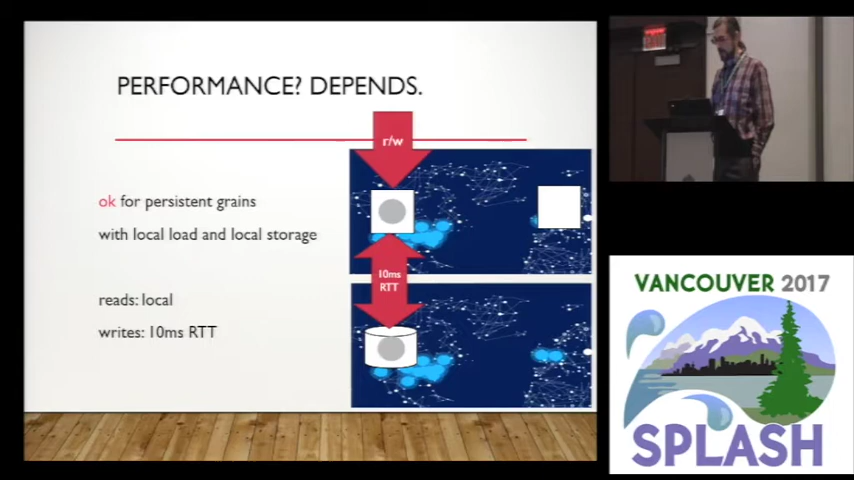 PERFORMANCE? DEPENDS.
r/w
ok for persistent grains
with local load and local storage
10ms
RTT
reads: local
writes: 10ms RTT
VANCOUVER 2017
SPLASH